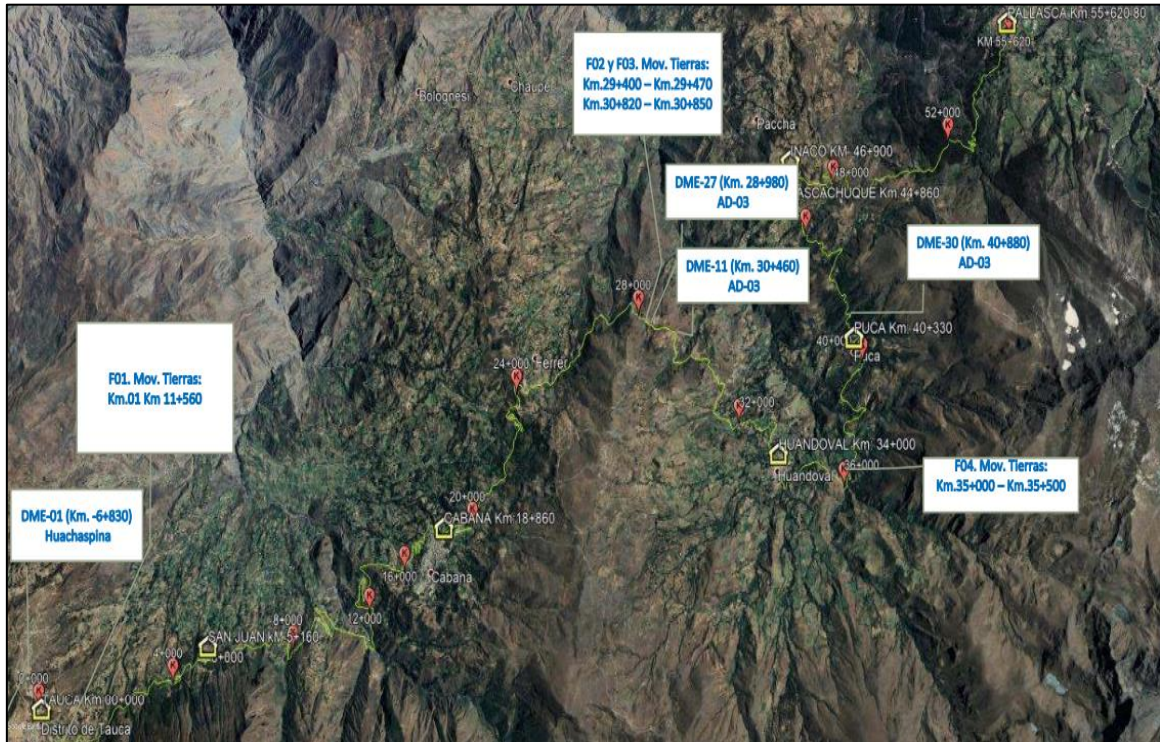 PALLASCA Km 55+620.80
KM 55+620
F02 y F03. Mov. Tierras:
Km.29+400 – Km.29+470
Km.30+820 – Km.30+850
Bolognesi
Chaupe
Paccha
52+000
INACO KM 46+900
48+000
DME-27 (Km. 28+980)
AD-03
ASCACHUQUE Km 44+860
DME-30 (Km. 40+880)
AD-03
DME-11 (Km. 30+460)
AD-03
28+000
PUCA Km. 40+330
Puca
F01. Mov. Tierras:
Km.01 Km 11+560
24+000
Ferrer
32+000
HUANDOVAL Km 34+000
Huandoval
36+000
F04. Mov. Tierras:
Km.35+000 – Km.35+500
20+000
CABANA Km 18+860
DME-01 (Km. -6+830)
Huachaspina
16+000
Cabana
12+000
8+000
SAN JUAN kM 5+160
4+000
0+000
TAUCA Km 00+000
Distrito de Tauca